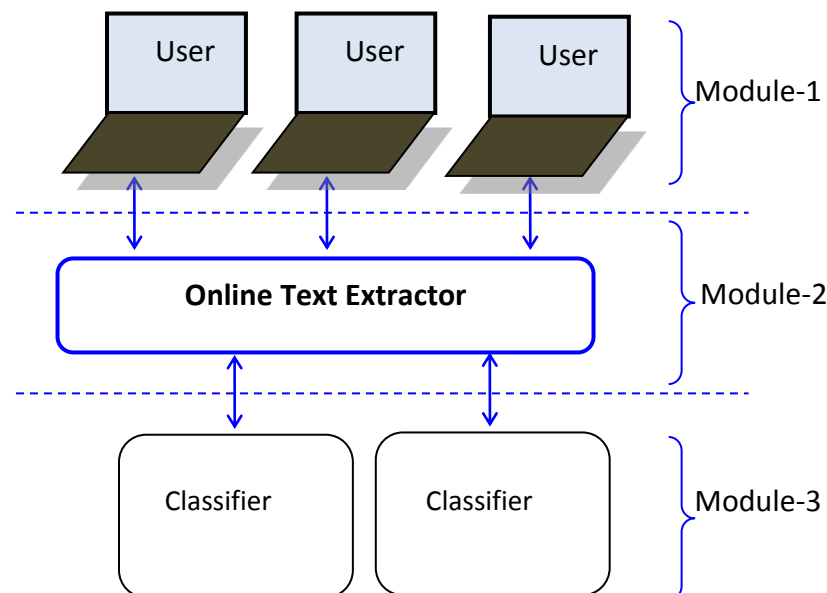 User User User
Module-1
Online Text Extractor
Module-2
Classifier Classifier
Module-3